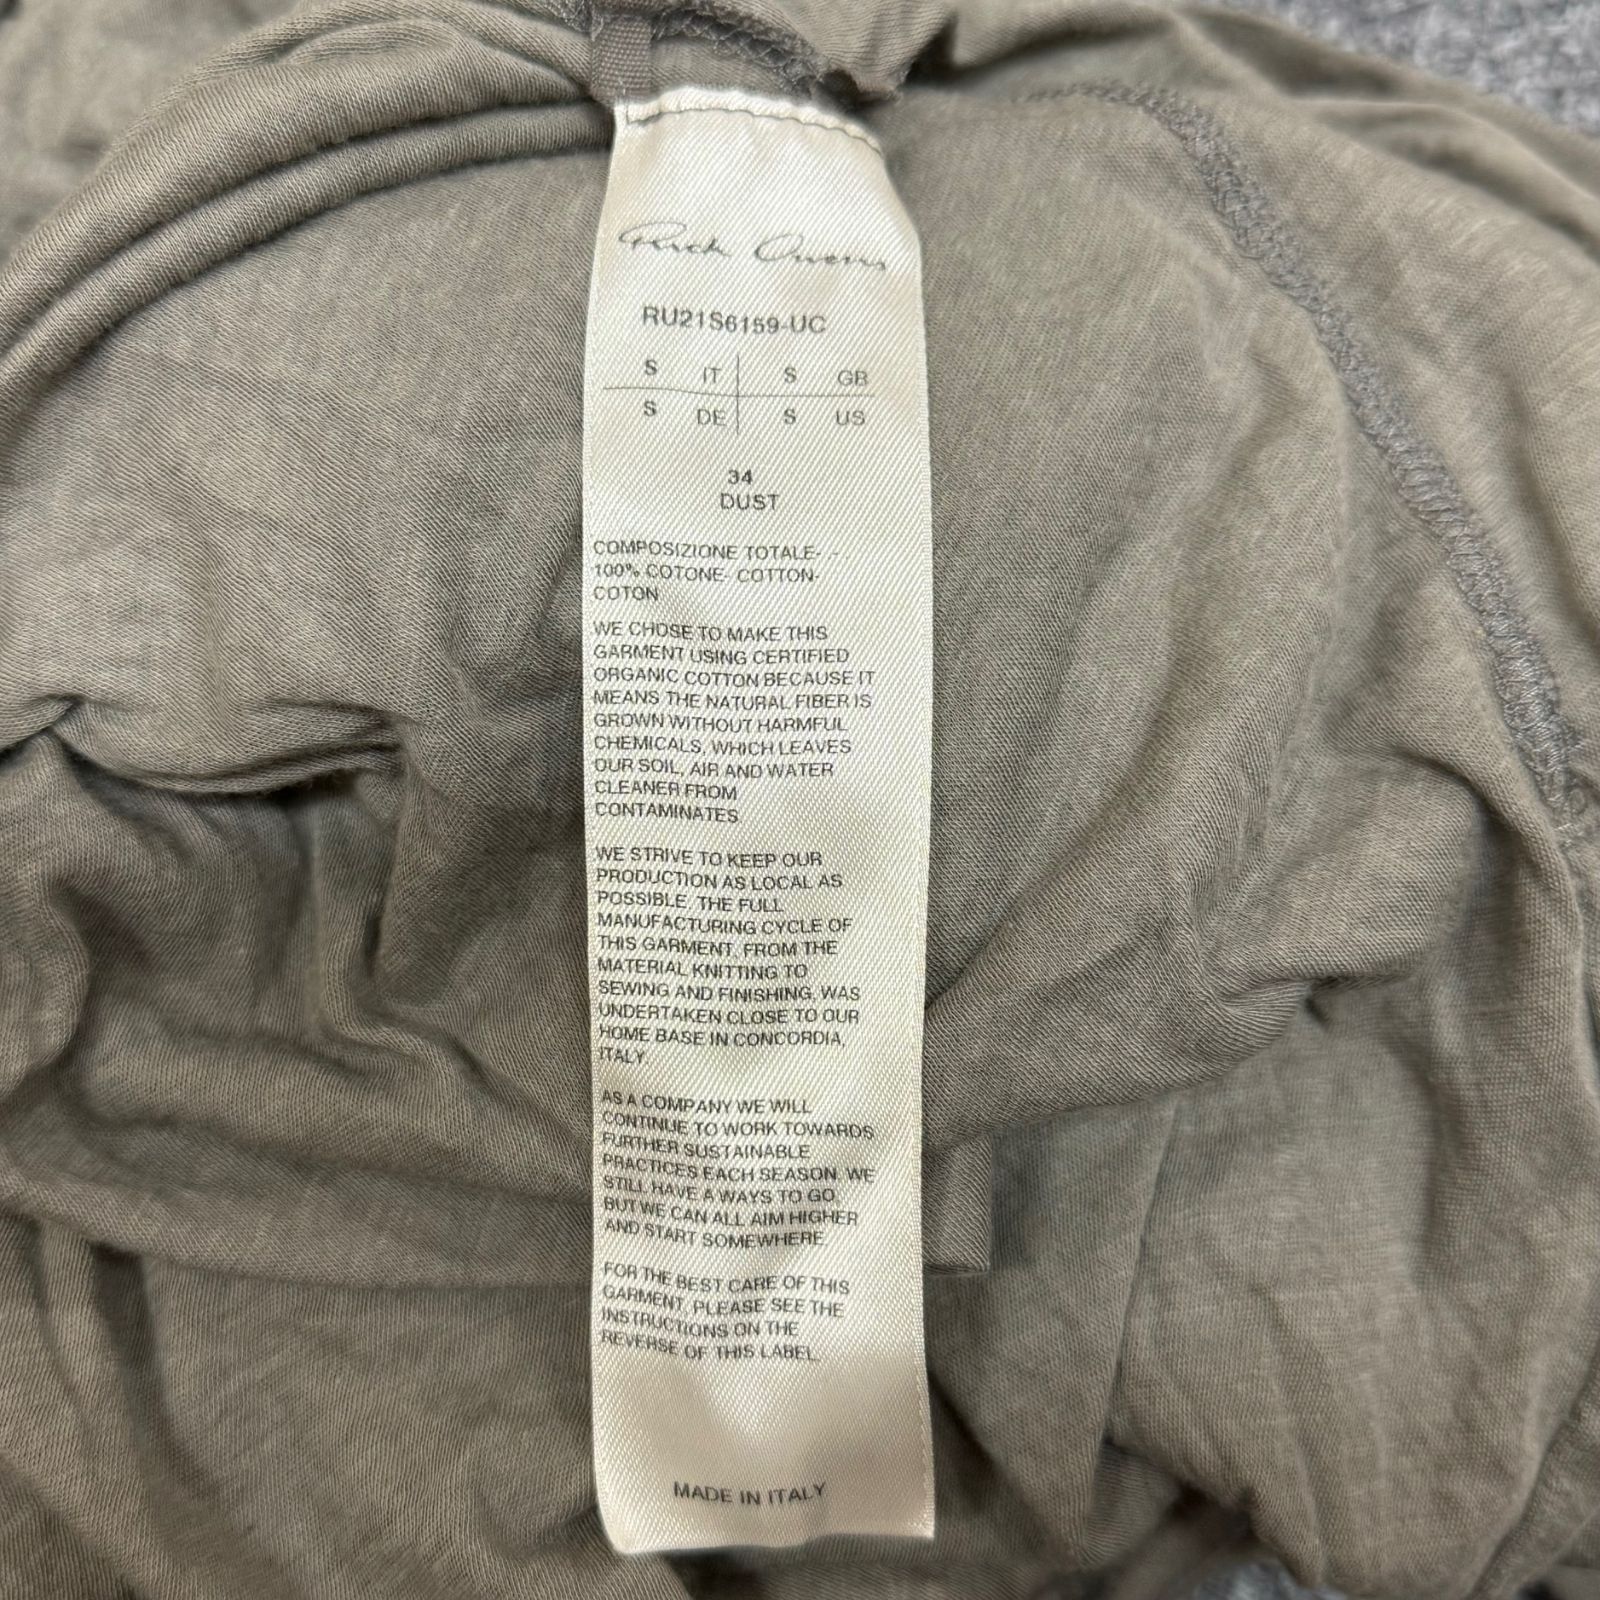 Rick Owens
RU21S6159-UC
S IT S GB
S DE S US
34
DUST
COMPOSIZIONE TOTALE- .- .
100% COTONE- COTTON-
COTON
WE CHOSE TO MAKE THIS
GARMENT USING CERTIFIED
ORGANIC COTTON BECAUSE IT
MEANS THE NATURAL FIBER IS
GROWN WITHOUT HARMFUL
CHEMICALS, WHICH LEAVES
OUR SOIL, AIR AND WATER
CLEANER FROM
CONTAMINATES
WE STRIVE TO KEEP OUR
PRODUCTION AS LOCAL AS
POSSIBLE. THE FULL
MANUFACTURING CYCLE OF
THIS GARMENT, FROM THE
MATERIAL KNITTING TO
SEWING AND FINISHING, WAS
UNDERTAKEN CLOSE TO OUR
HOME BASE IN CONCORDIA,
ITALY.
AS A COMPANY WE WILL
CONTINUE TO WORK TOWARDS
FURTHER SUSTAINABLE
PRACTICES EACH SEASON. WE
STILL HAVE A WAYS TO GO
BUT WE CAN ALL AIM HIGHER
AND START SOMEWHERE.
FOR THE BEST CARE OF THIS
GARMENT, PLEASE SEE THE
INSTRUCTIONS ON THE
REVERSE OF THIS LABEL.
MADE IN ITALY